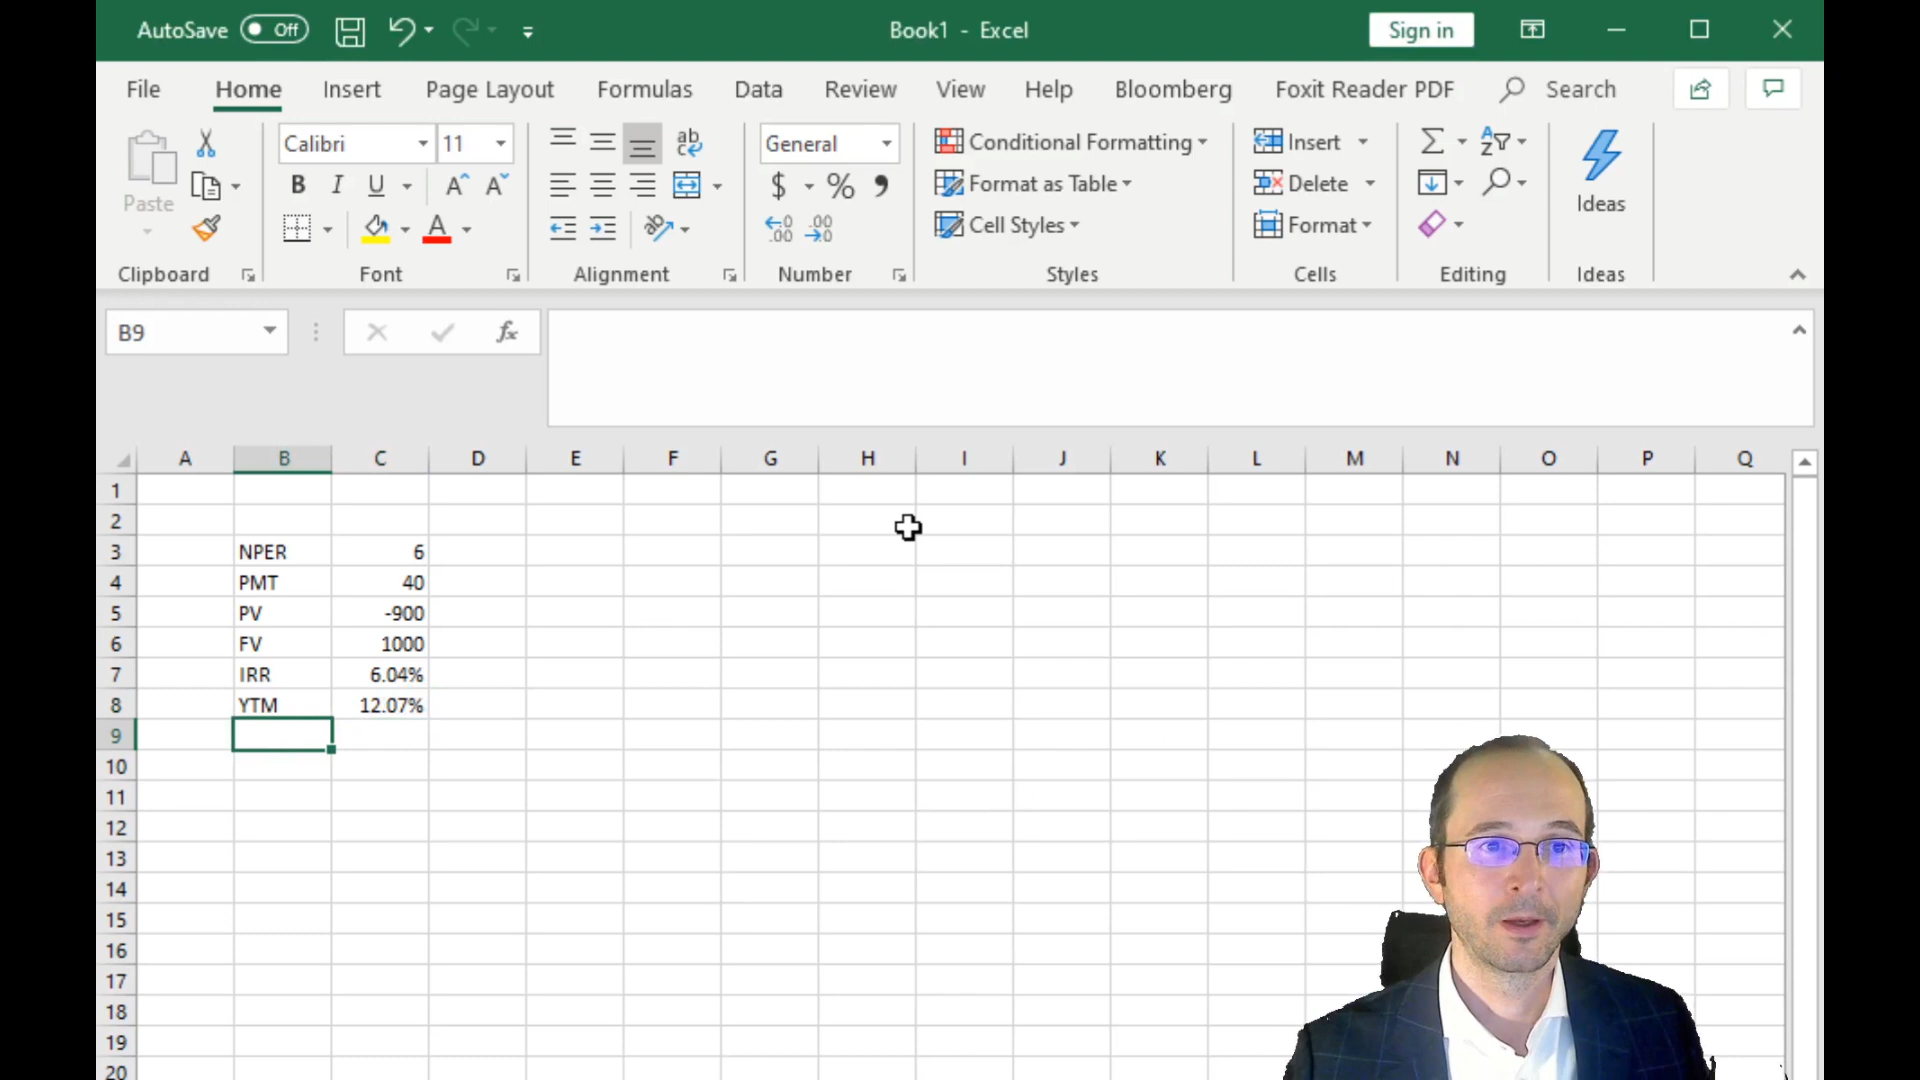 AutoSave Off Book1 - Excel Sign in
File Home Insert Page Layout Formulas Data Review View Help Bloomberg Foxit Reader PDF Search
Paste
Clipboard
Calibri 11
B I U A A
A
Font
ab
c
Alignment
General
$ % ,
.00 .00
Number
Conditional Formatting
Format as Table
Cell Styles
Styles
Insert
Delete
Format
Cells
Σ AZ
Editing
Ideas
Ideas
B9 fx
A B C D E F G H I J K L M N O P Q
1
2
3 NPER 6
4 PMT 40
5 PV -900
6 FV 1000
7 IRR 6.04%
8 YTM 12.07%
9
10
11
12
13
14
15
16
17
18
19
20